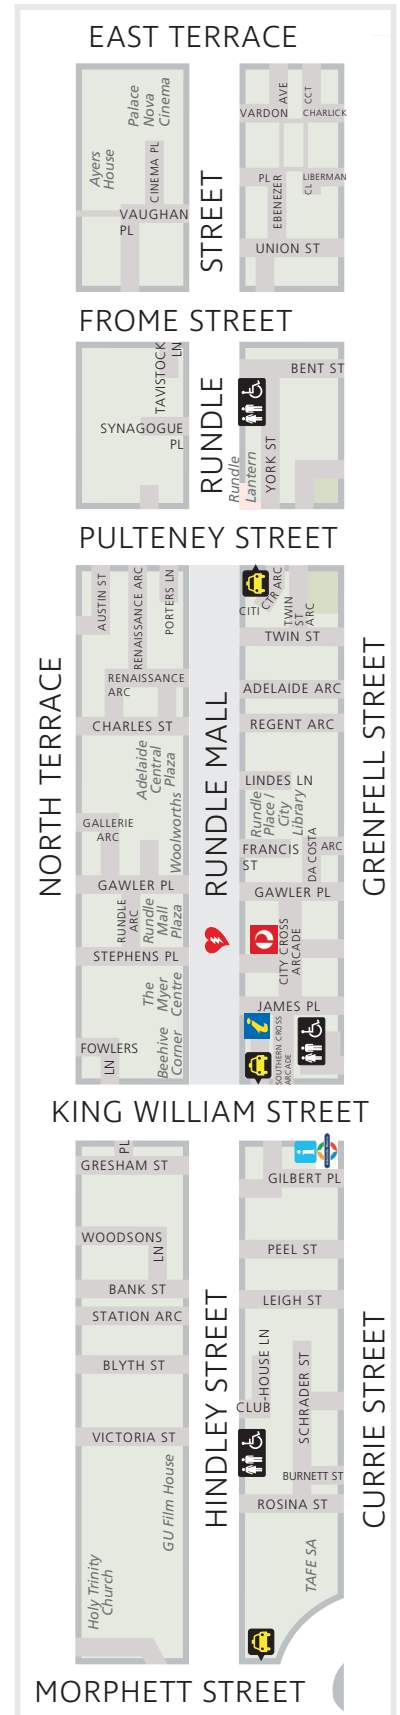 EAST TERRACE
Palace
Nova
Cinema
Ayers
House
CINEMA PL
VAUGHAN
PL
STREET
AVE
CCT
VARDON
CHARLICK
PL
LIBERMAN
CL
EBENEZER
UNION ST
FROME STREET
TAVISTOCK
LN
SYNAGOGUE
PL
RUNDLE
BENT ST
Rundle
Lantern
YORK ST
PULTENEY STREET
AUSTIN ST
RENAISSANCE ARC
PORTERS LN
RENAISSANCE
ARC
CHARLES ST
Adelaide
Central
Plaza
Woolworths
GALLERIE
ARC
GAWLER PL
RUNDLE
ARC
Rundle
Mall
Plaza
STEPHENS PL
The
Myer
Centre
FOWLERS
LN
Beehive
Corner
NORTH TERRACE
RUNDLE MALL
CITI
CTR ARC
TWIN
ST
ARC
TWIN ST
ADELAIDE ARC
REGENT ARC
LINDES LN
Rundle
Place /
City
Library
FRANCIS
ST
DA COSTA
ARC
GAWLER PL
CITY CROSS
ARCADE
JAMES PL
i
SOUTHERN CROSS
ARCADE
GRENFELL STREET
KING WILLIAM STREET
PL
GRESHAM ST
WOODSONS
LN
BANK ST
STATION ARC
BLYTH ST
VICTORIA ST
GU Film House
Holy Trinity
Church
HINDLEY STREET
i
GILBERT PL
PEEL ST
LEIGH ST
CLUB
-HOUSE LN
SCHRADER ST
BURNETT ST
ROSINA ST
TAFE SA
CURRIE STREET
MORPHETT STREET